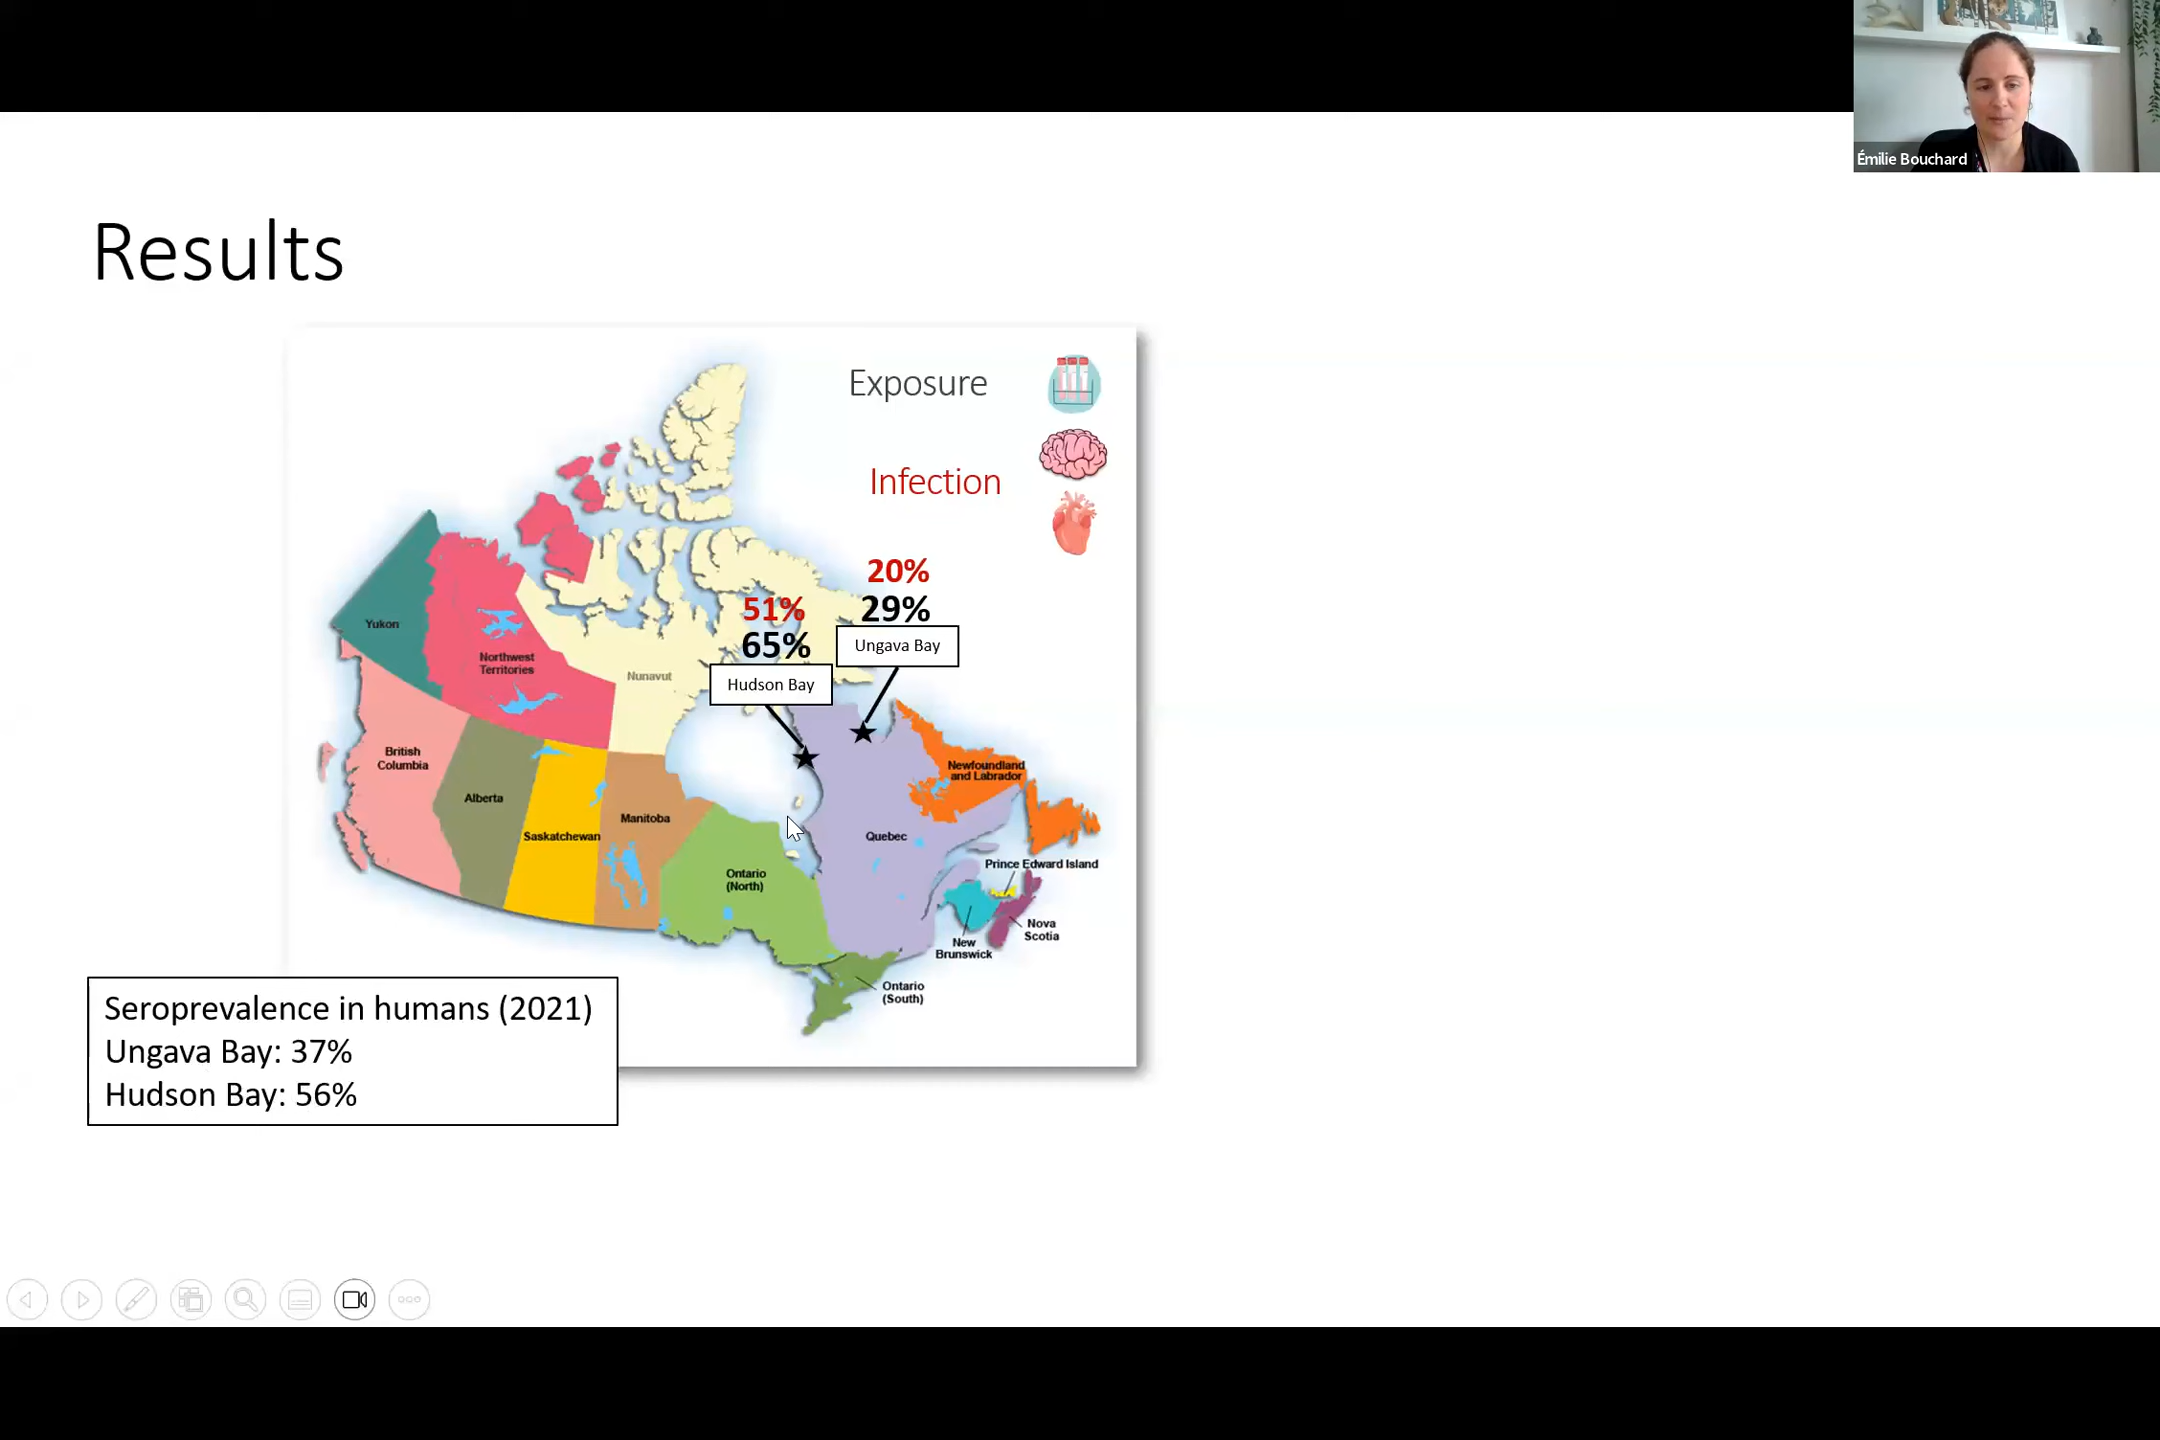 Émilie Bouchard
Results
Exposure
Infection
20%
51%
29%
65%
Ungava Bay
Hudson Bay
Yukon
Northwest
Territories
Nunavut
British
Columbia
Alberta
Saskatchewan
Manitoba
Ontario
(North)
Quebec
Newfoundland
and Labrador
Prince Edward Island
Nova
Scotia
New
Brunswick
Ontario
(South)
Seroprevalence in humans (2021)
Ungava Bay: 37%
Hudson Bay: 56%